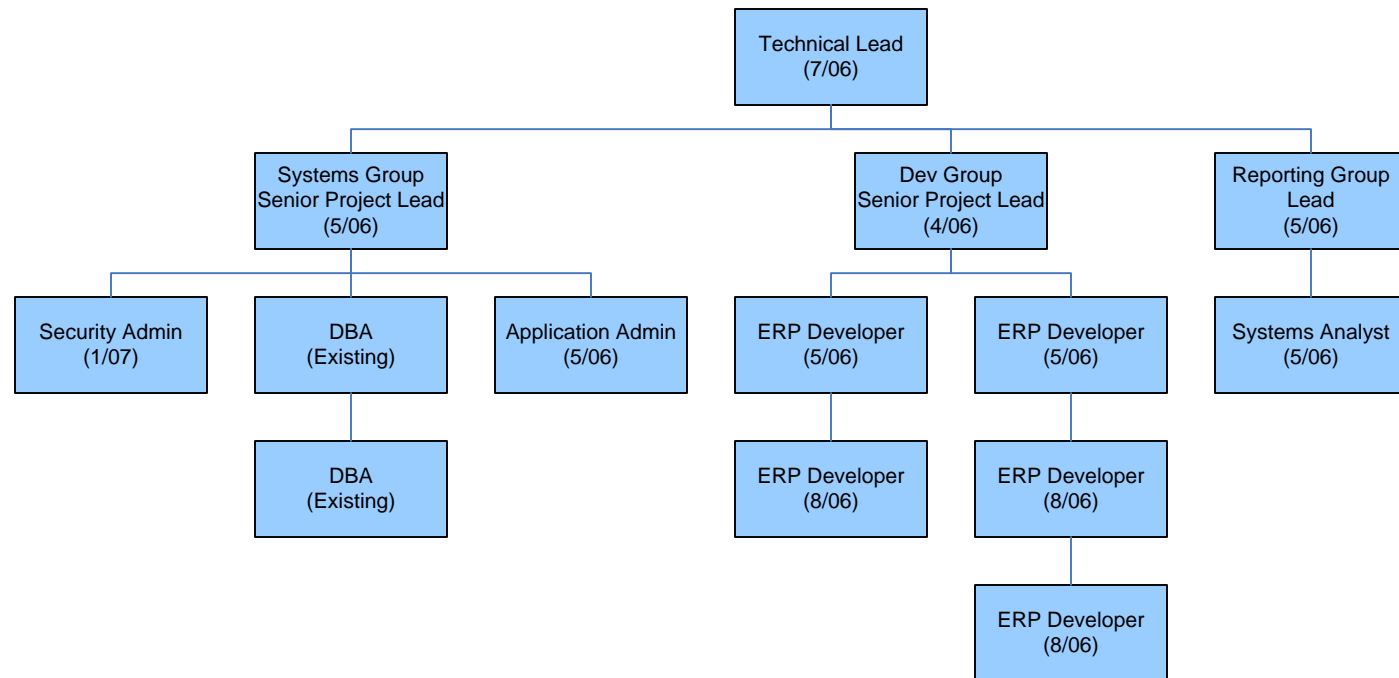 Technical Lead
(7/06)
Systems Group
Senior Project Lead
(5/06)
Dev Group
Senior Project Lead
(4/06)
Reporting Group
Lead
(5/06)
Security Admin
(1/07)
DBA
(Existing)
Application Admin
(5/06)
ERP Developer
(5/06)
ERP Developer
(5/06)
Systems Analyst
(5/06)
DBA
(Existing)
ERP Developer
(8/06)
ERP Developer
(8/06)
ERP Developer
(8/06)